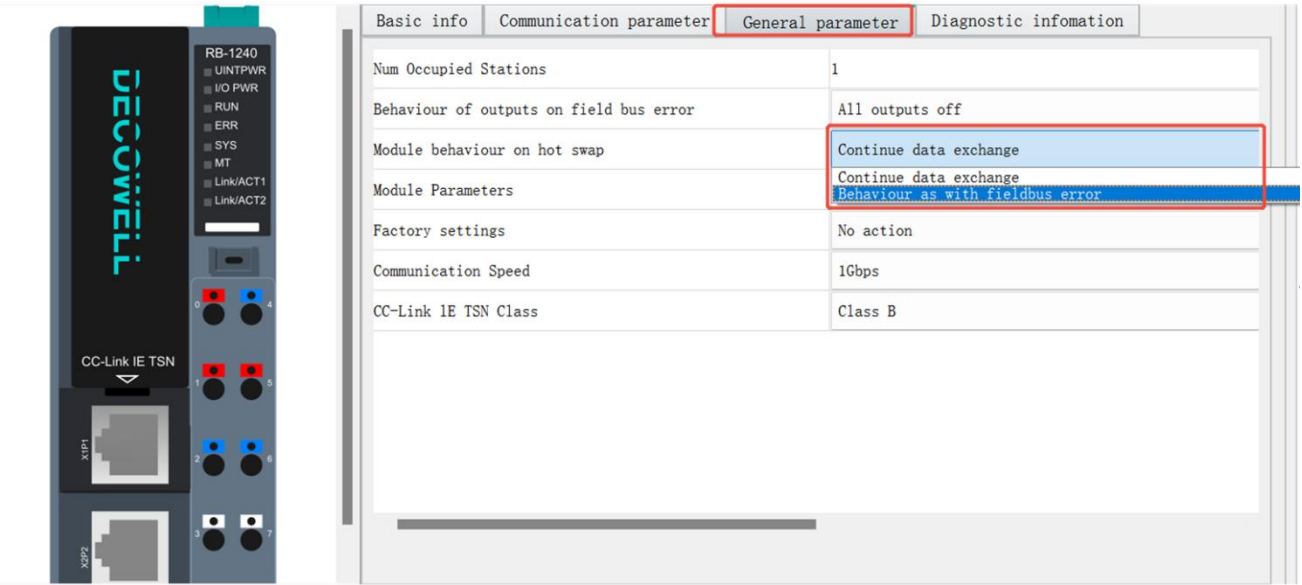 DECOWELL
RB-1240
UINTPWR
I/O PWR
RUN
ERR
SYS
MT
Link/ACT1
Link/ACT2
0 4
1 5
2 6
3 7
CC-Link IE TSN
X1P1
X2P2
Basic info Communication parameter General parameter Diagnostic infomation
Num Occupied Stations 1
Behaviour of outputs on field bus error All outputs off
Module behaviour on hot swap Continue data exchange
Continue data exchange
Module Parameters Behaviour as with fieldbus error
Factory settings No action
Communication Speed 1Gbps
CC-Link lE TSN Class Class B